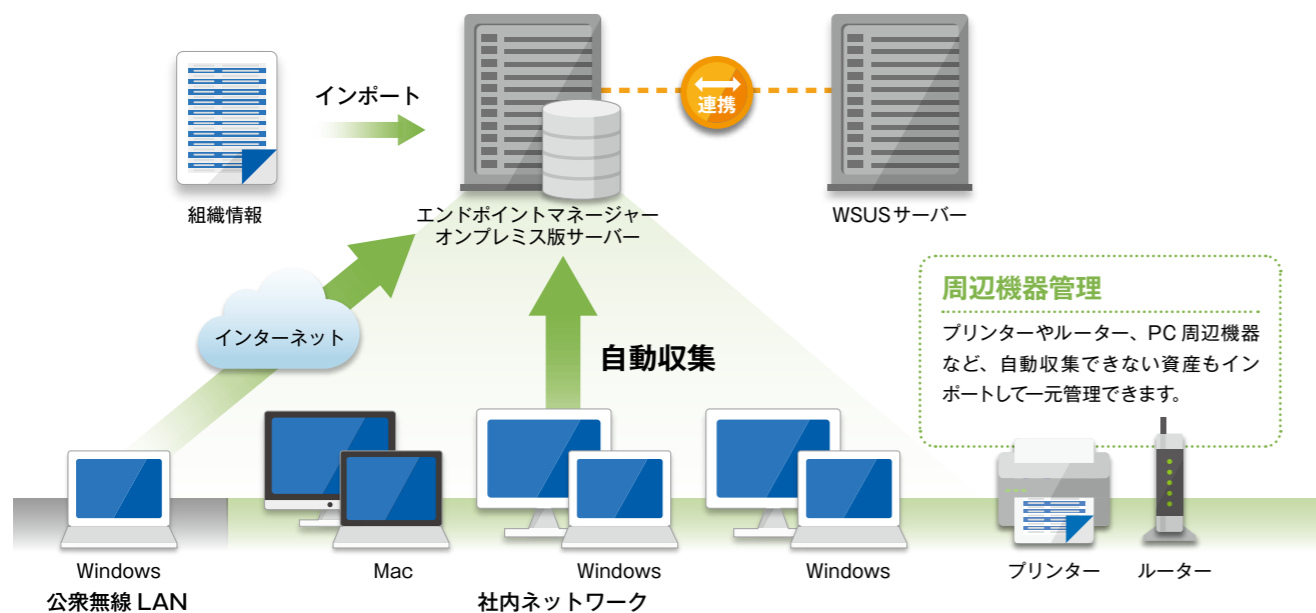 インポート
連携
組織情報
エンドポイントマネージャー
オンプレミス版サーバー
WSUSサーバー
周辺機器管理
プリンターやルーター、PC 周辺機器
など、自動収集できない資産もイン
ポートして一元管理できます。
インターネット
自動収集
Windows
Mac
Windows
Windows
プリンター
ルーター
公衆無線 LAN
社内ネットワーク